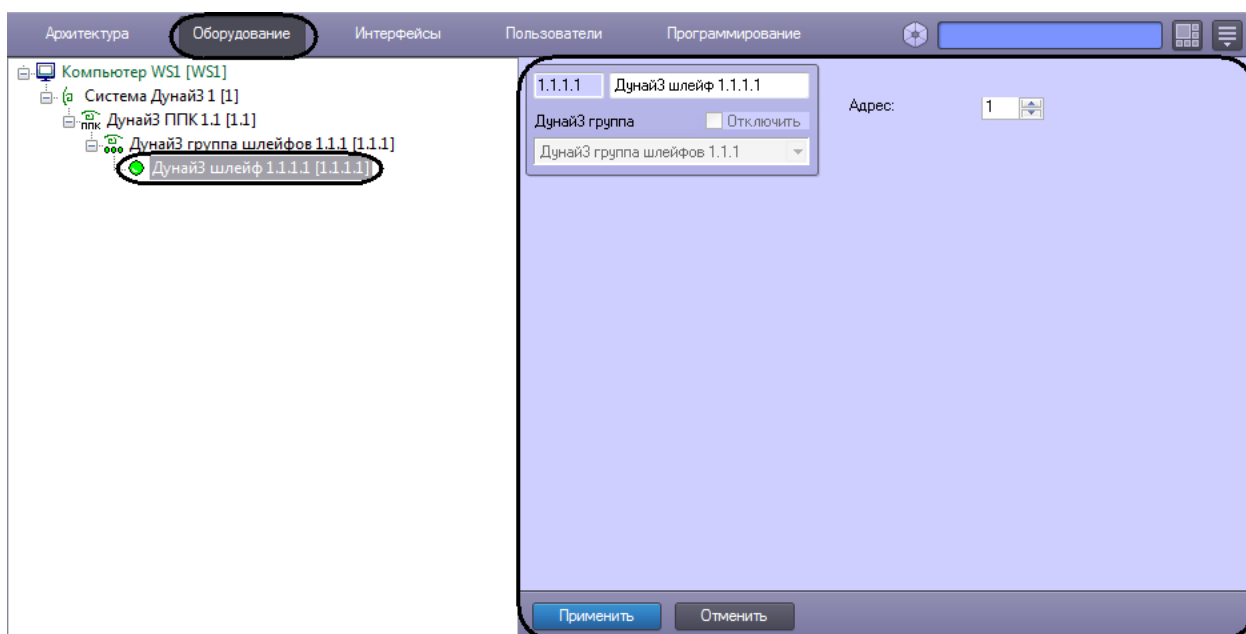 Архитектура Оборудование Интерфейсы Пользователи Программирование
Компьютер WS1 [WS1]
Система Дунай3 1 [1]
ппк Дунай3 ППК 1.1 [1.1]
Дунай3 группа шлейфов 1.1.1 [1.1.1]
Дунай3 шлейф 1.1.1.1 [1.1.1.1]
1.1.1.1 Дунай3 шлейф 1.1.1.1
Дунай3 группа Отключить
Дунай3 группа шлейфов 1.1.1
Адрес: 1
Применить Отменить